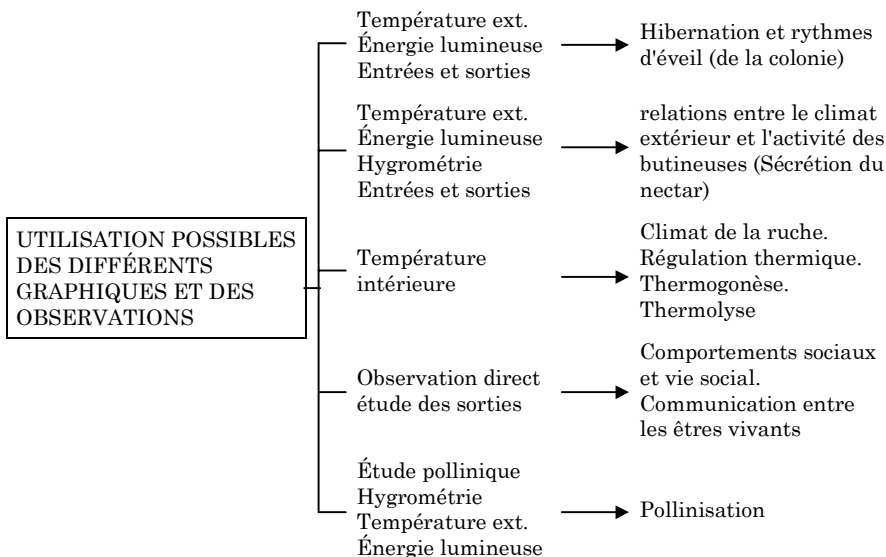 Température ext.
Énergie lumineuse
Entrées et sorties
Hibernation et rythmes
d'éveil (de la colonie)
Température ext.
Énergie lumineuse
Hygrométrie
Entrées et sorties
relations entre le climat
extérieur et l'activité des
butineuses (Sécrétion du
nectar)
UTILISATION POSSIBLES
DES DIFFÉRENTS
GRAPHIQUES ET DES
OBSERVATIONS
Température
intérieure
Climat de la ruche.
Régulation thermique.
Thermogonèse.
Thermolyse
Observation direct
étude des sorties
Comportements sociaux
et vie social.
Communication entre
les êtres vivants
Étude pollinique
Hygrométrie
Température ext.
Énergie lumineuse
Pollinisation